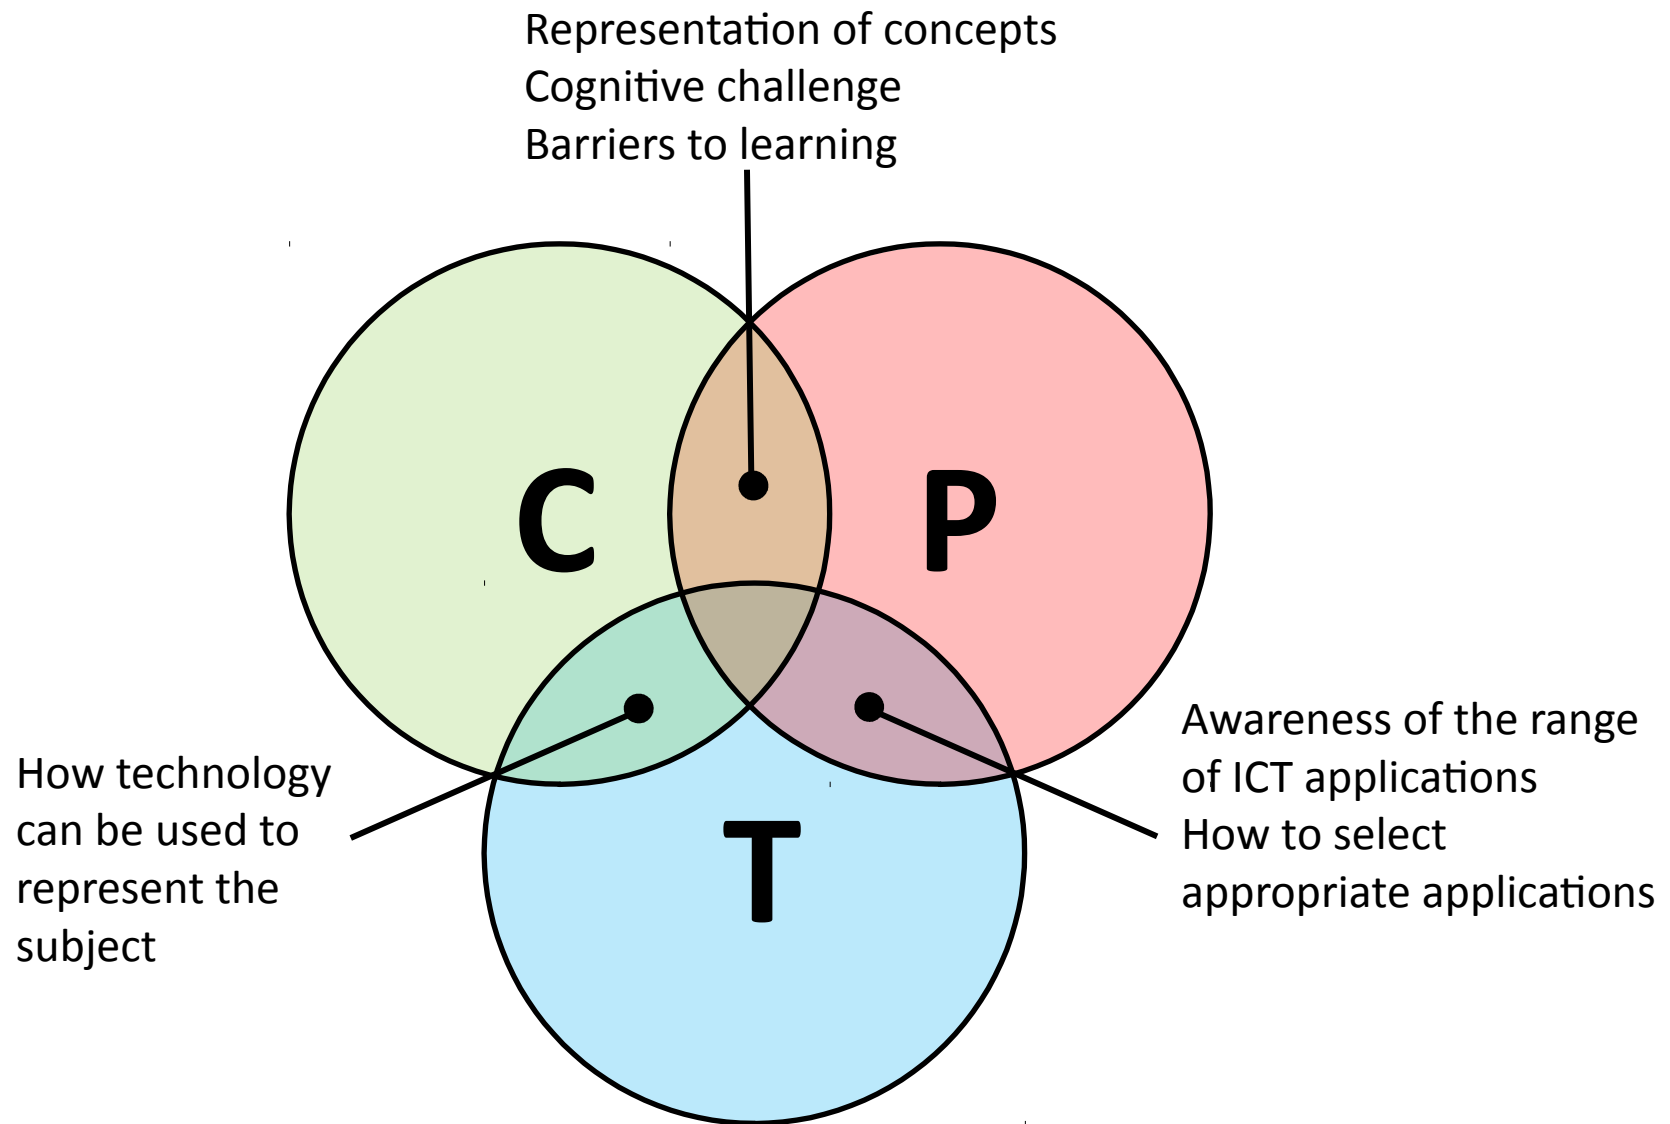 Representation of concepts
Cognitive challenge
Barriers to learning
C
P
How technology
can be used to
represent the
subject
T
Awareness of the range
of ICT applications
How to select
appropriate applications